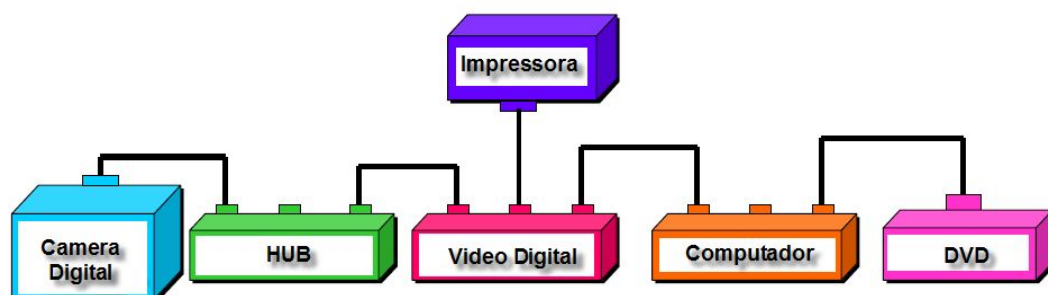 Impressora
Camera
Digital
HUB
Video Digital
Computador
DVD